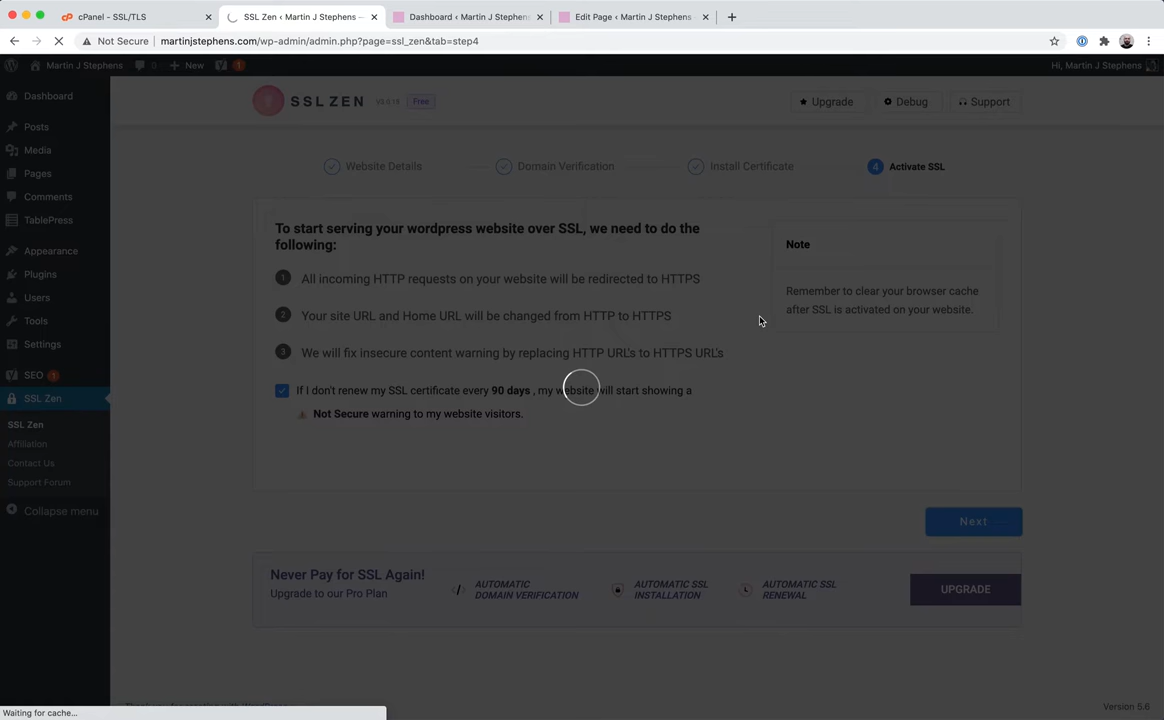 cPanel - SSL/TLS
SSL Zen ‹ Martin J Stephens —
Dashboard ‹ Martin J Stephens
Edit Page ‹ Martin J Stephens
Not Secure
martinjstephens.com/wp-admin/admin.php?page=ssl_zen&tab=step4
Martin J Stephens
0
New
1
Hi, Martin J Stephens
Dashboard
Posts
Media
Pages
Comments
TablePress
Appearance
Plugins
Users
Tools
Settings
SEO 1
SSL Zen
SSL Zen
Affiliation
Contact Us
Support Forum
Collapse menu
SSL ZEN
Free
Upgrade
Debug
Support
Website Details
Domain Verification
Install Certificate
4 Activate SSL
To start serving your wordpress website over SSL, we need to do the
following:
1 All incoming HTTP requests on your website will be redirected to HTTPS
2 Your site URL and Home URL will be changed from HTTP to HTTPS
3 We will fix insecure content warning by replacing HTTP URL's to HTTPS URL's
If I don't renew my SSL certificate every 90 days , my website will start showing a
Not Secure warning to my website visitors.
Note
Remember to clear your browser cache
after SSL is activated on your website.
Next
Never Pay for SSL Again!
Upgrade to our Pro Plan
AUTOMATIC
DOMAIN VERIFICATION
AUTOMATIC SSL
INSTALLATION
AUTOMATIC SSL
RENEWAL
UPGRADE
Version 5.6
Waiting for cache...